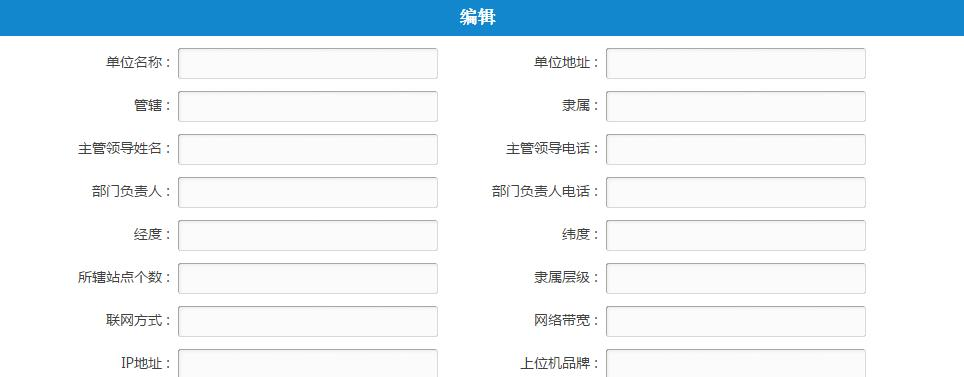 编辑
单位名称： 单位地址：
管辖： 隶属：
主管领导姓名： 主管领导电话：
部门负责人： 部门负责人电话：
经度： 纬度：
所辖站点个数： 隶属层级：
联网方式： 网络带宽：
IP地址： 上位机品牌：